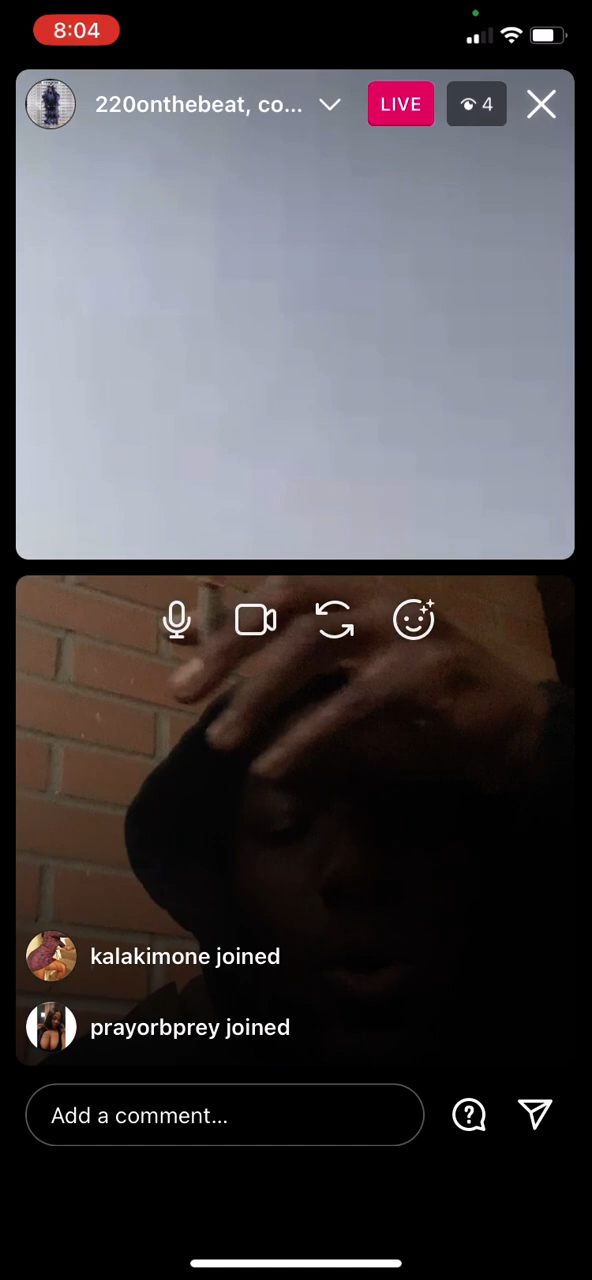 8:04
220onthebeat, co...
LIVE
4
kalakimone joined
prayorbprey joined
Add a comment...
?